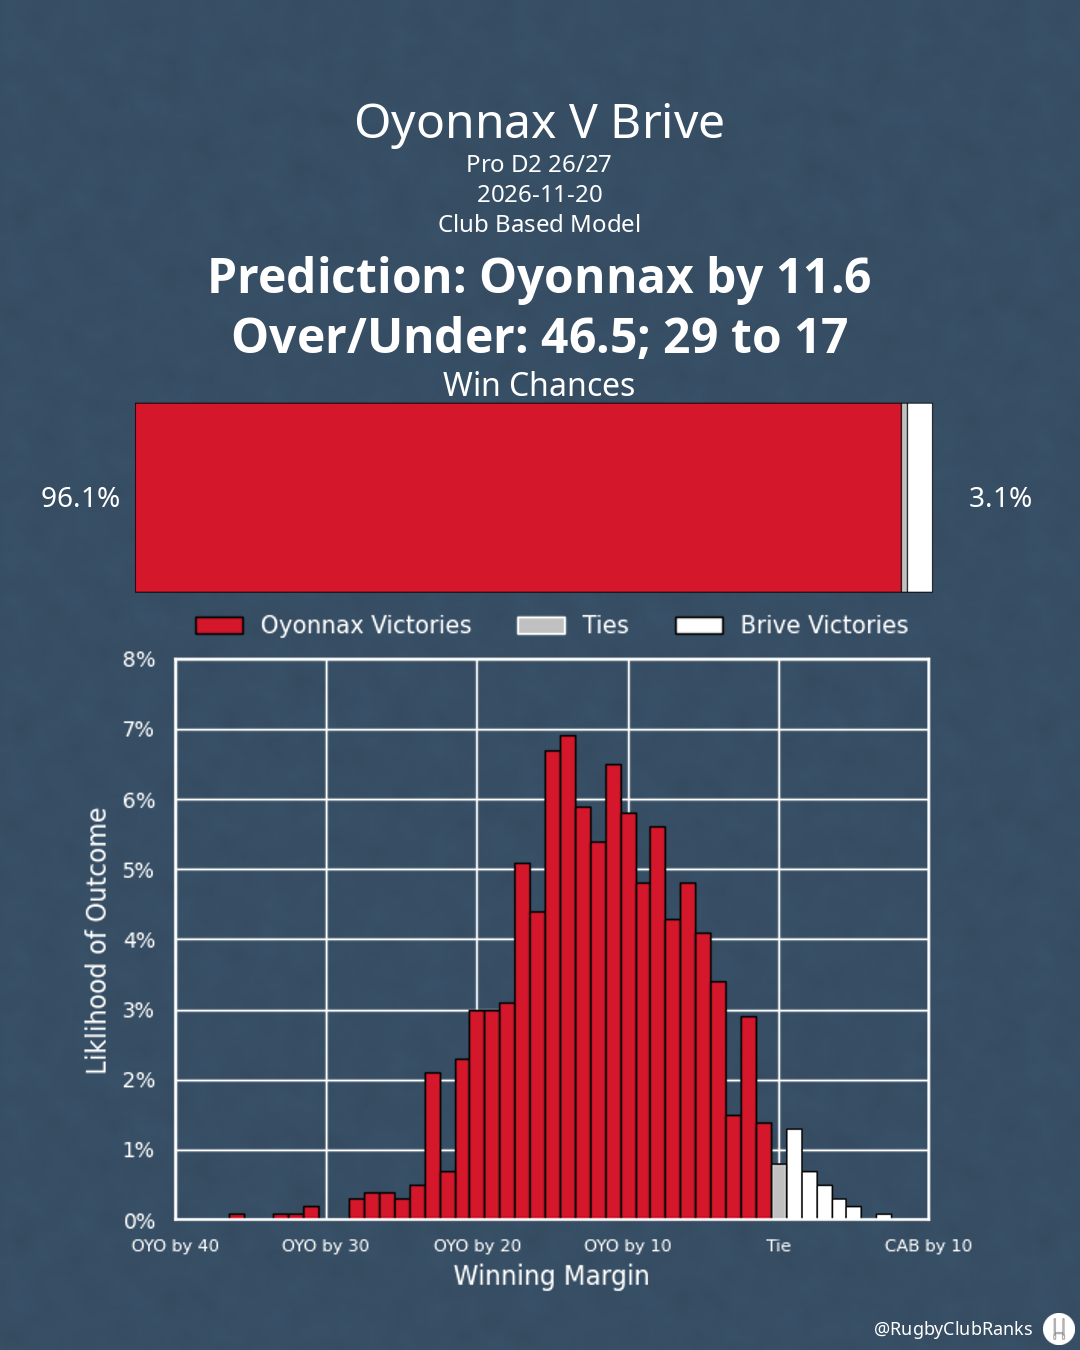 Oyonnax V Brive
Pro D2 26/27
2026-11-20
Club Based Model
Prediction: Oyonnax by 11.6
Over/Under: 46.5; 29 to 17
Win Chances
96.1%
3.1%
Oyonnax Victories
Ties
Brive Victories
8%
7%
6%
5%
4%
3%
2%
1%
0%
Liklihood of Outcome
OYO by 40
OYO by 30
OYO by 20
OYO by 10
Tie
CAB by 10
Winning Margin
@RugbyClubRanks